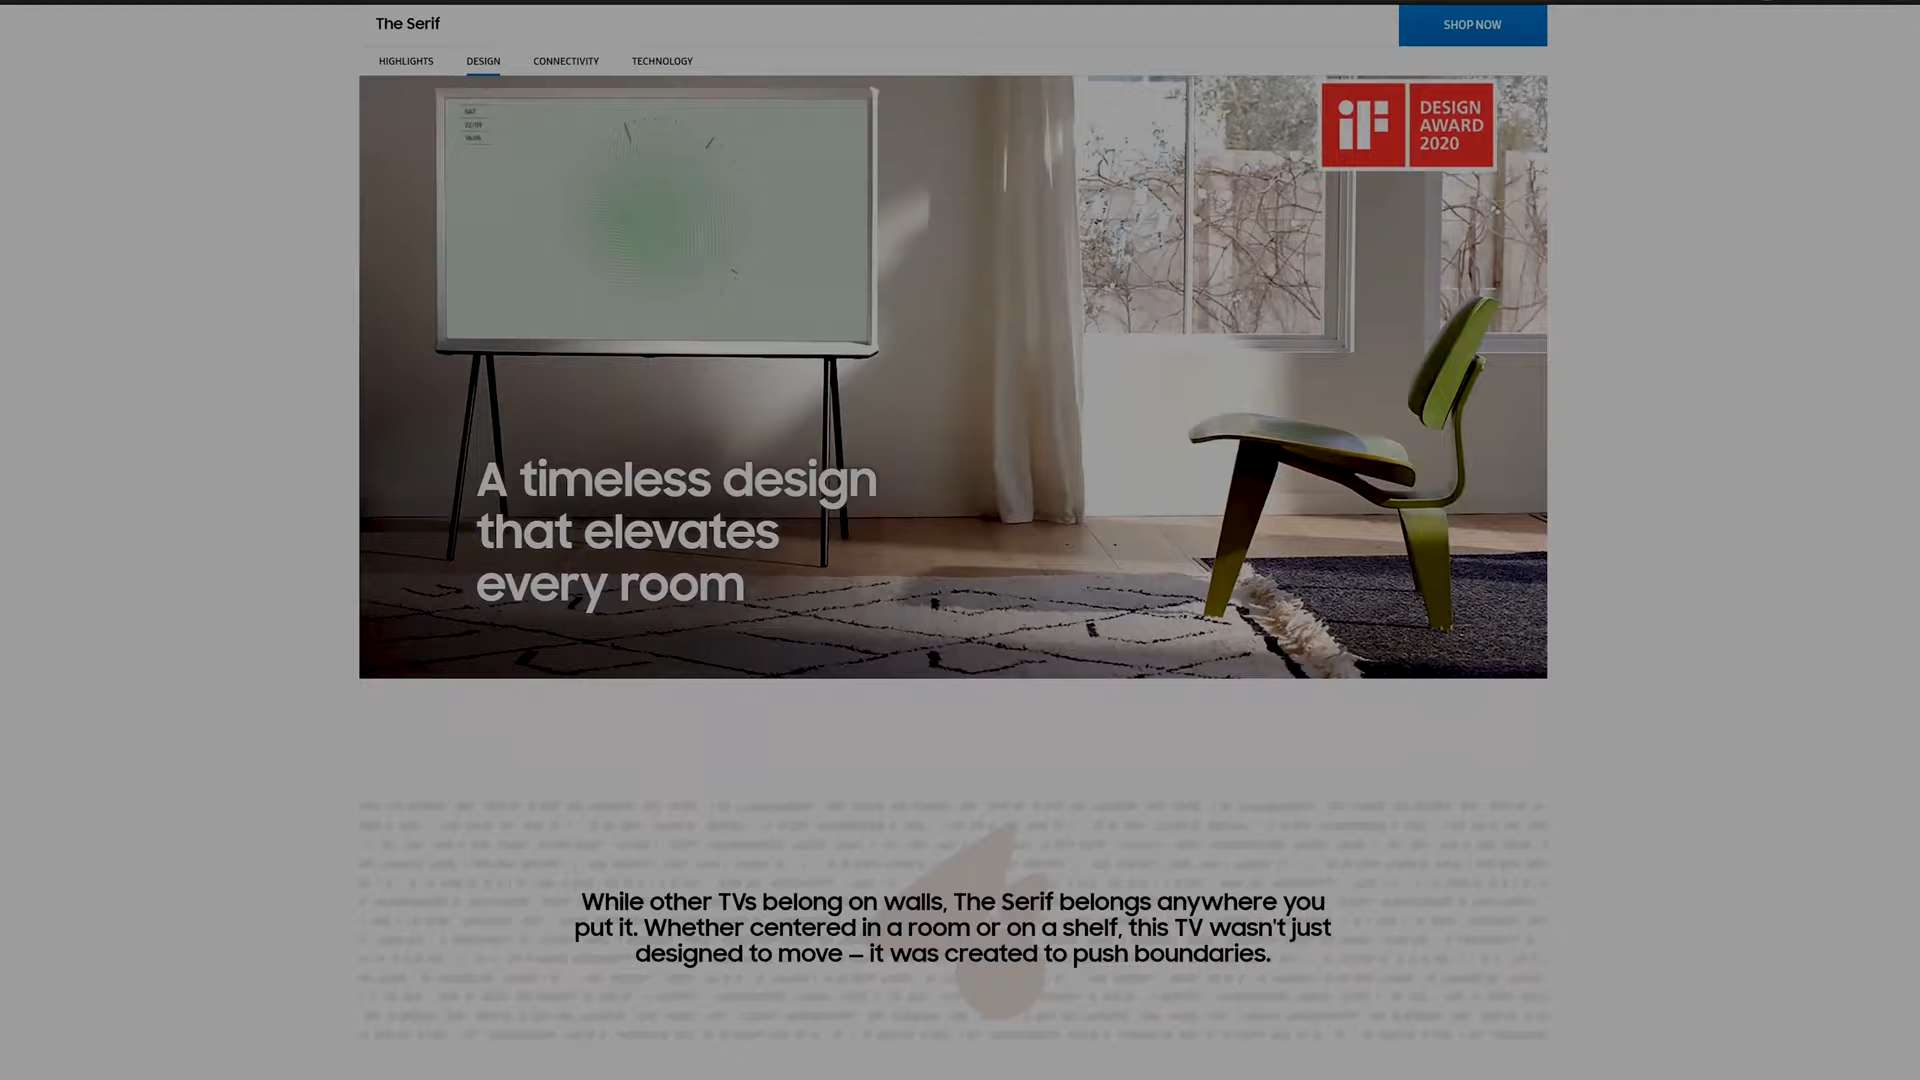 The Serif
SHOP NOW
HIGHLIGHTS
DESIGN
CONNECTIVITY
TECHNOLOGY
SAT
iF
DESIGN
AWARD
2020
A timeless design
that elevates
every room
While other TVs belong on walls, The Serif belongs anywhere you
put it. Whether centered in a room or on a shelf, this TV wasn't just
designed to move — it was created to push boundaries.